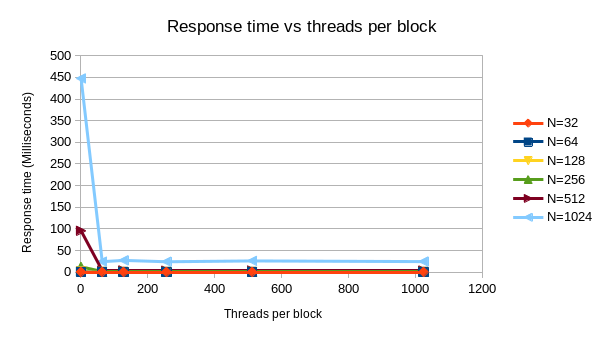 Response time vs threads per block
500
450
400
350
300
250
200
150
100
50
0
Response time (Milliseconds)
0 200 400 600 800 1000 1200
Threads per block
N=32
N=64
N=128
N=256
N=512
N=1024